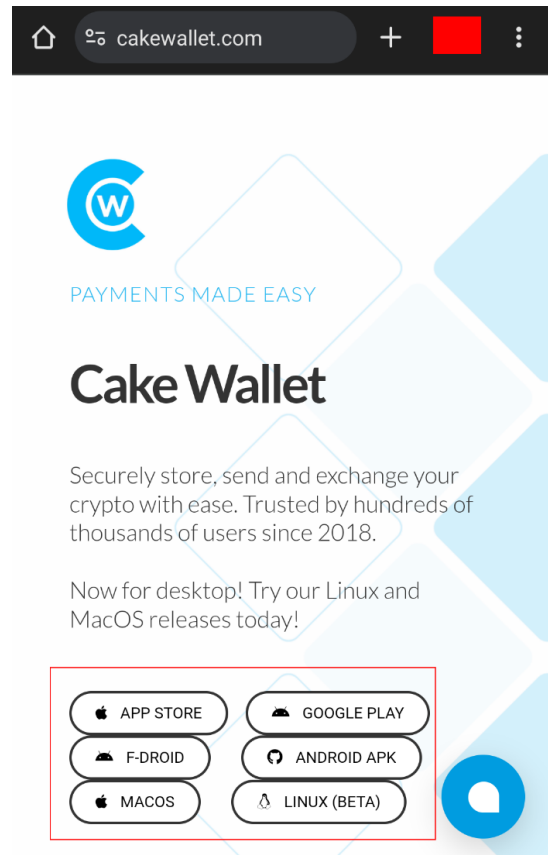 cakewallet.com
W
PAYMENTS MADE EASY
Cake Wallet
Securely store, send and exchange your
crypto with ease. Trusted by hundreds of
thousands of users since 2018.
Now for desktop! Try our Linux and
MacOS releases today!
APP STORE GOOGLE PLAY
F-DROID ANDROID APK
MACOS LINUX (BETA)